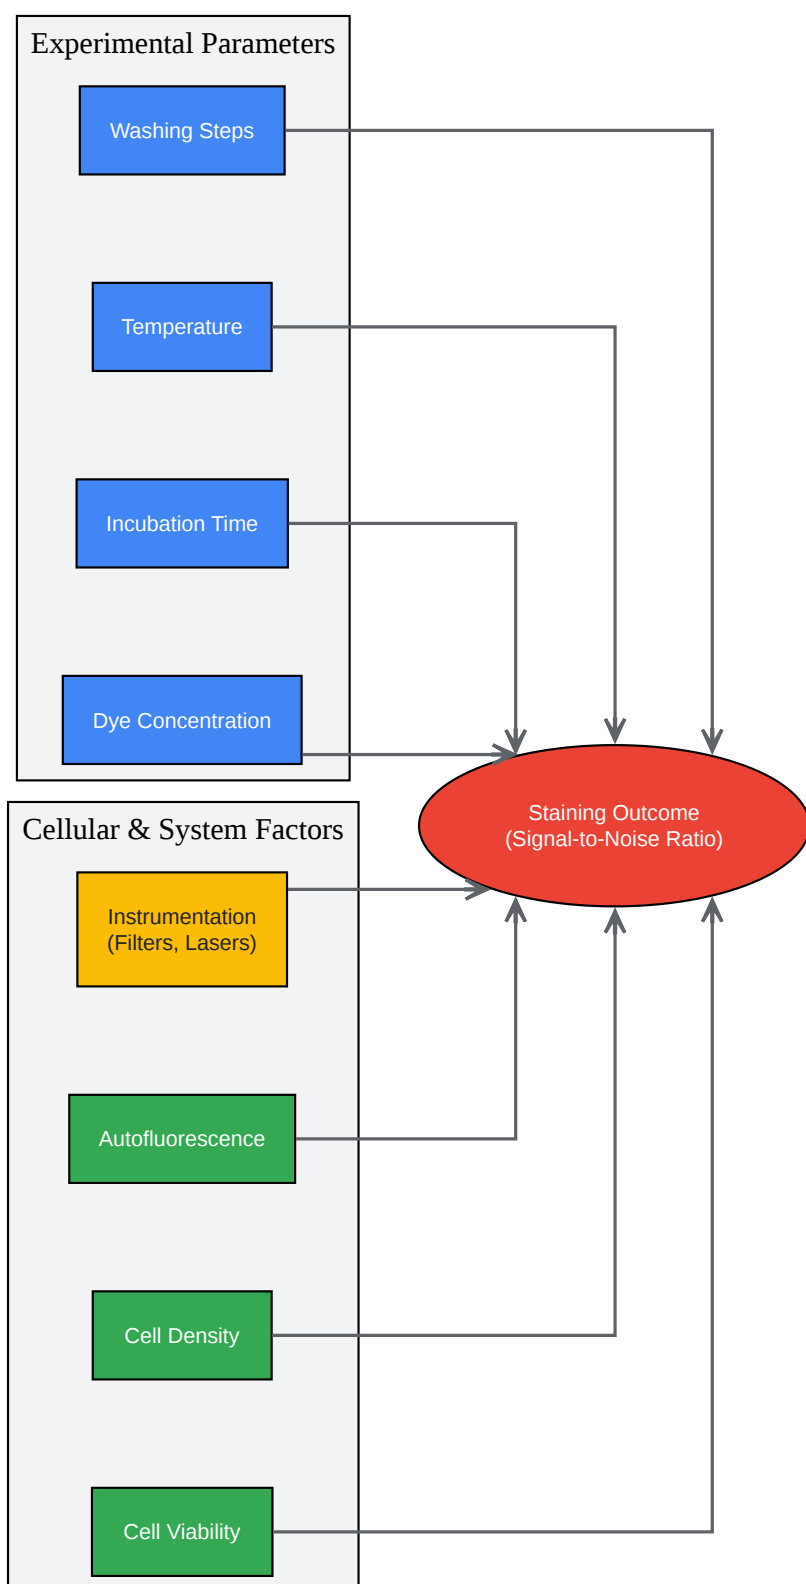 Experimental Parameters
Washing Steps
Temperature
Incubation Time
Dye Concentration
Staining Outcome
(Signal-to-Noise Ratio)
Cellular & System Factors
Instrumentation
(Filters, Lasers)
Autofluorescence
Cell Density
Cell Viability